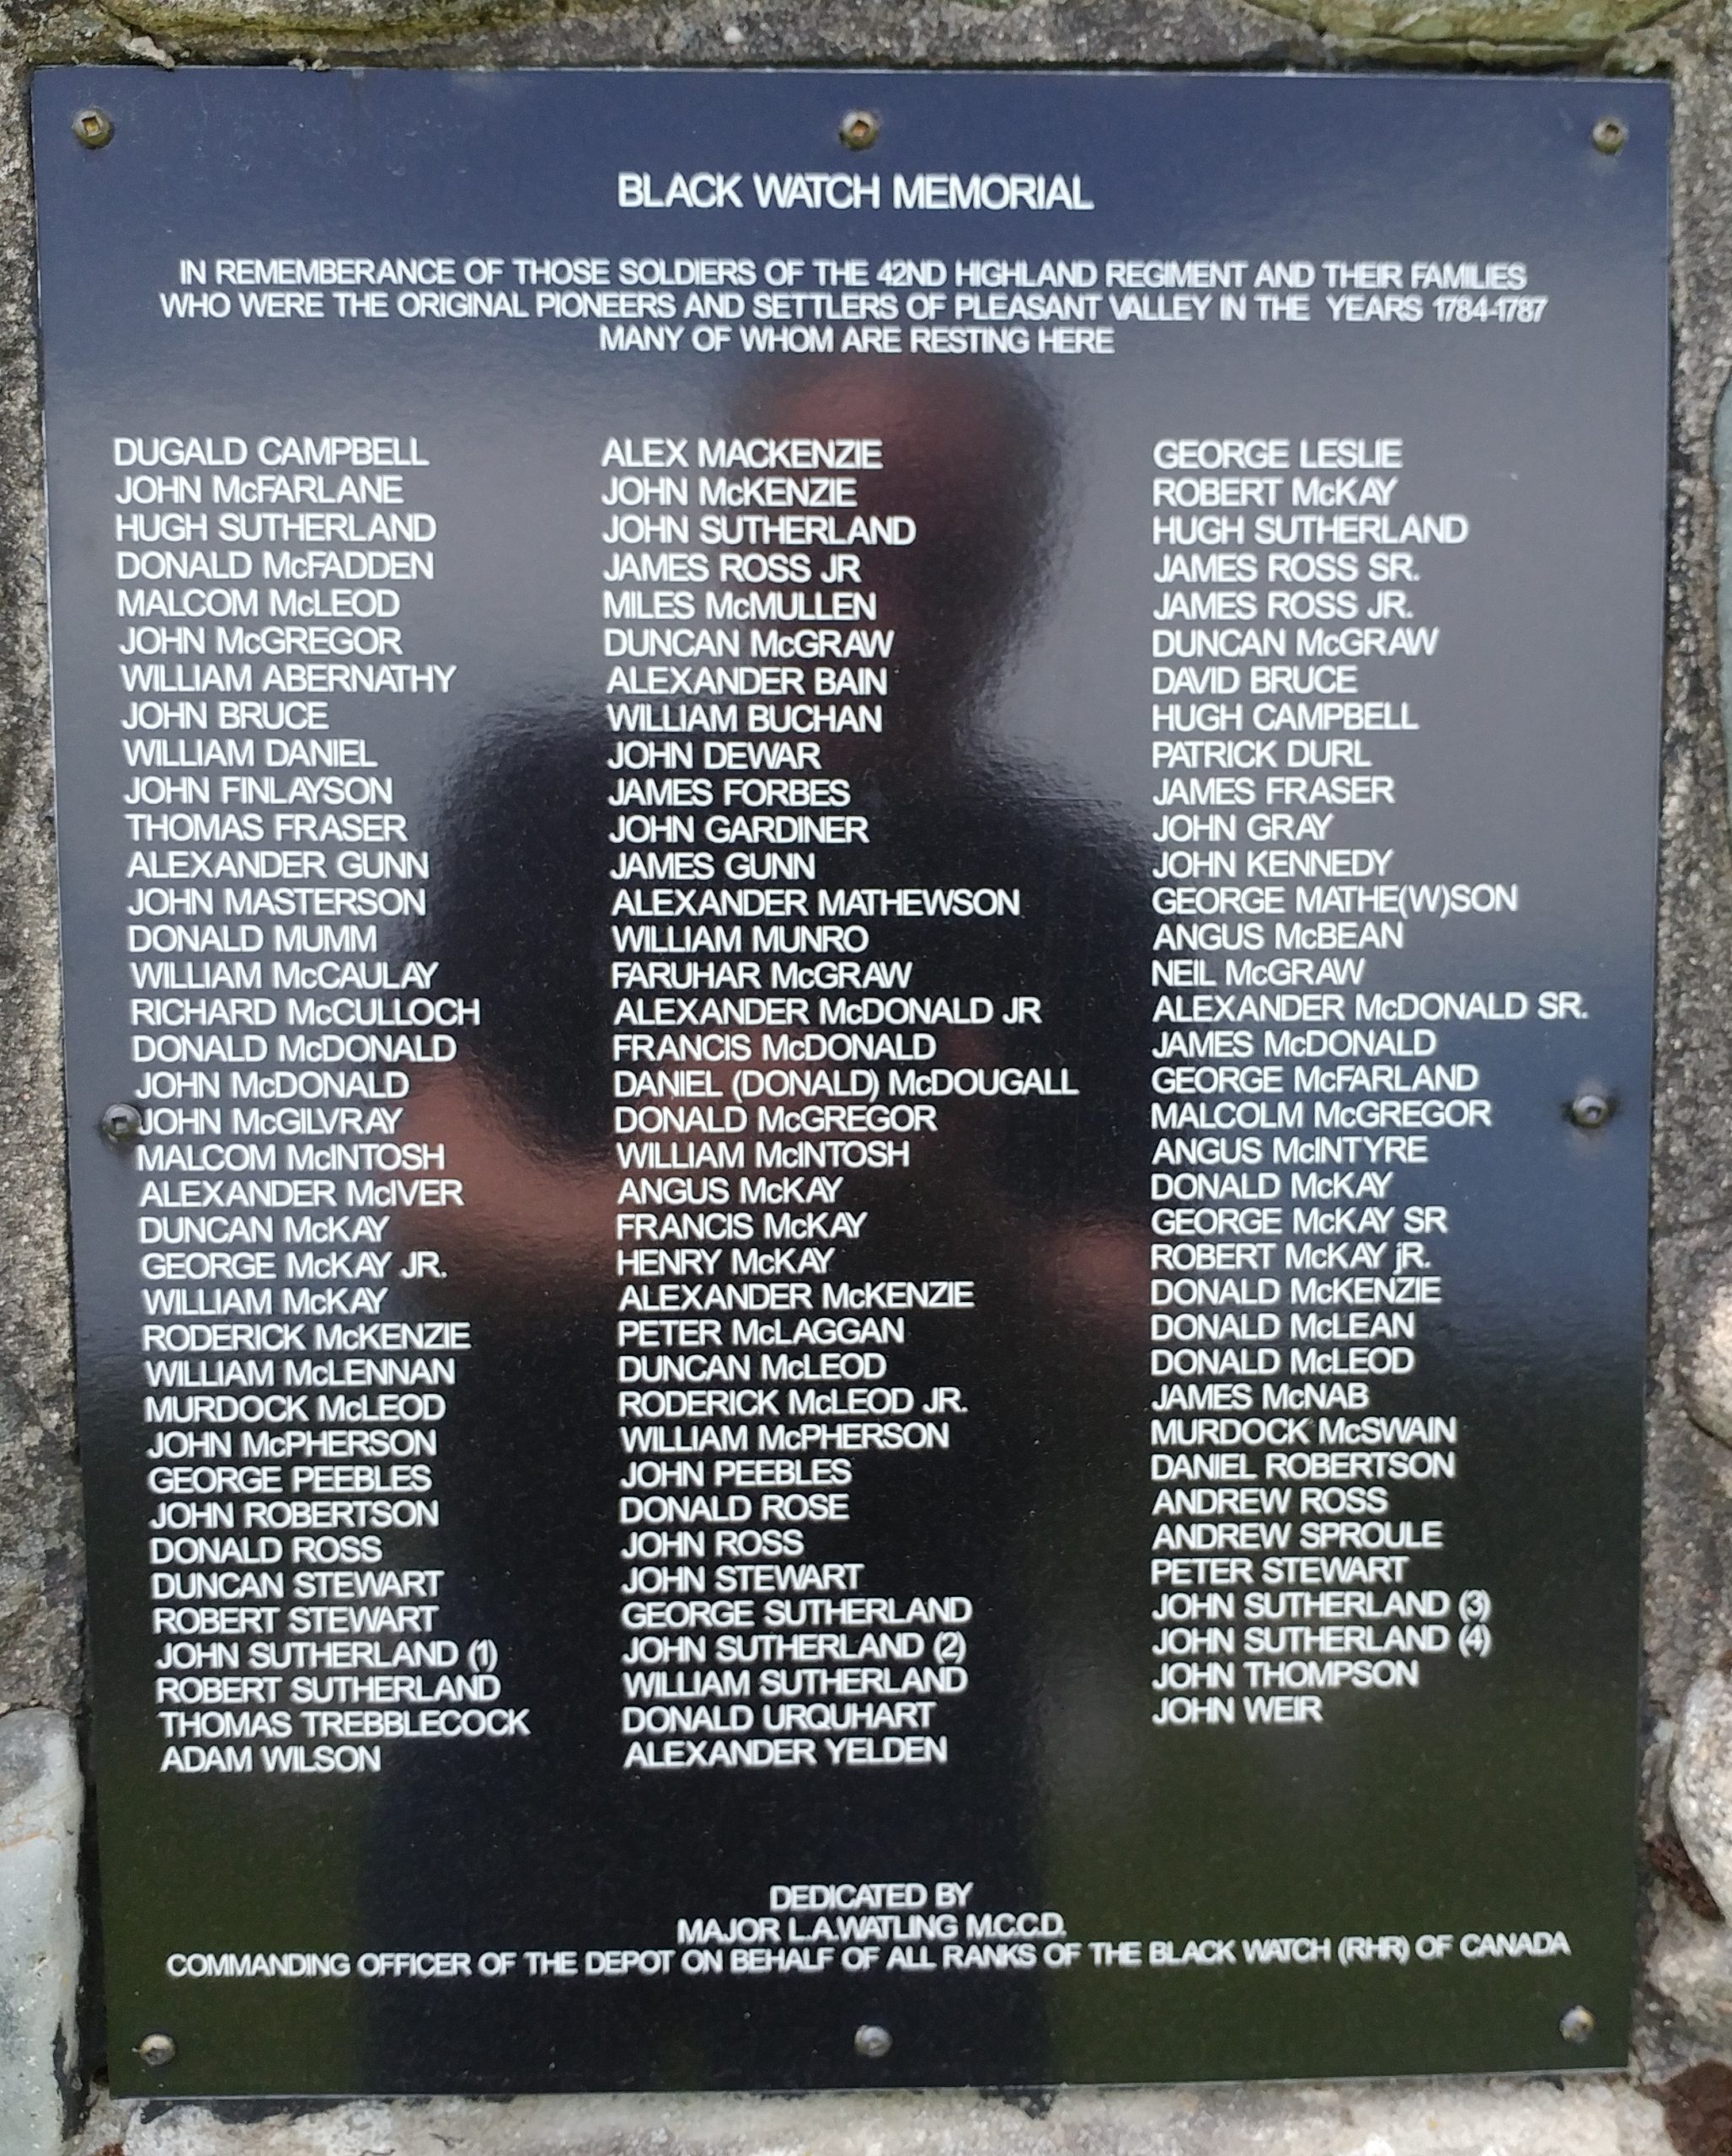 BLACK WATCH MEMORIAL
IN REMEMBERANCE OF THOSE SOLDIERS OF THE 42ND HIGHLAND REGIMENT AND THEIR FAMILIES
WHO WERE THE ORIGINAL PIONEERS AND SETTLERS OF PLEASANT VALLEY IN THE YEARS 1784-1787
MANY OF WHOM ARE RESTING HERE
DUGALD CAMPBELL
JOHN McFARLANE
HUGH SUTHERLAND
DONALD McFADDEN
MALCOM McLEOD
JOHN McGREGOR
WILLIAM ABERNATHY
JOHN BRUCE
WILLIAM DANIEL
JOHN FINLAYSON
THOMAS FRASER
ALEXANDER GUNN
JOHN MASTERSON
DONALD MUMM
WILLIAM McCAULAY
RICHARD McCULLOCH
DONALD McDONALD
JOHN McDONALD
JOHN McGILVRAY
MALCOM McINTOSH
ALEXANDER McIVER
DUNCAN McKAY
GEORGE McKAY JR.
WILLIAM McKAY
RODERICK McKENZIE
WILLIAM McLENNAN
MURDOCK McLEOD
JOHN McPHERSON
GEORGE PEEBLES
JOHN ROBERTSON
DONALD ROSS
DUNCAN STEWART
ROBERT STEWART
JOHN SUTHERLAND (1)
ROBERT SUTHERLAND
THOMAS TREBBLECOCK
ADAM WILSON
ALEX MACKENZIE
JOHN McKENZIE
JOHN SUTHERLAND
JAMES ROSS JR
MILES McMULLEN
DUNCAN McGRAW
ALEXANDER BAIN
WILLIAM BUCHAN
JOHN DEWAR
JAMES FORBES
JOHN GARDINER
JAMES GUNN
ALEXANDER MATHEWSON
WILLIAM MUNRO
FARUHAR McGRAW
ALEXANDER McDONALD JR
FRANCIS McDONALD
DANIEL (DONALD) McDOUGALL
DONALD McGREGOR
WILLIAM McINTOSH
ANGUS McKAY
FRANCIS McKAY
HENRY McKAY
ALEXANDER McKENZIE
PETER McLAGGAN
DUNCAN McLEOD
RODERICK McLEOD JR.
WILLIAM McPHERSON
JOHN PEEBLES
DONALD ROSE
JOHN ROSS
JOHN STEWART
GEORGE SUTHERLAND
JOHN SUTHERLAND (2)
WILLIAM SUTHERLAND
DONALD URQUHART
ALEXANDER YELDEN
GEORGE LESLIE
ROBERT McKAY
HUGH SUTHERLAND
JAMES ROSS SR.
JAMES ROSS JR.
DUNCAN McGRAW
DAVID BRUCE
HUGH CAMPBELL
PATRICK DURL
JAMES FRASER
JOHN GRAY
JOHN KENNEDY
GEORGE MATHE(W)SON
ANGUS McBEAN
NEIL McGRAW
ALEXANDER McDONALD SR.
JAMES McDONALD
GEORGE McFARLAND
MALCOLM McGREGOR
ANGUS McINTYRE
DONALD McKAY
GEORGE McKAY SR
ROBERT McKAY jR.
DONALD McKENZIE
DONALD McLEAN
DONALD McLEOD
JAMES McNAB
MURDOCK McSWAIN
DANIEL ROBERTSON
ANDREW ROSS
ANDREW SPROULE
PETER STEWART
JOHN SUTHERLAND (3)
JOHN SUTHERLAND (4)
JOHN THOMPSON
JOHN WEIR
DEDICATED BY
MAJOR L.A.WATLING M.C.C.D.
COMMANDING OFFICER OF THE DEPOT ON BEHALF OF ALL RANKS OF THE BLACK WATCH (RHR) OF CANADA